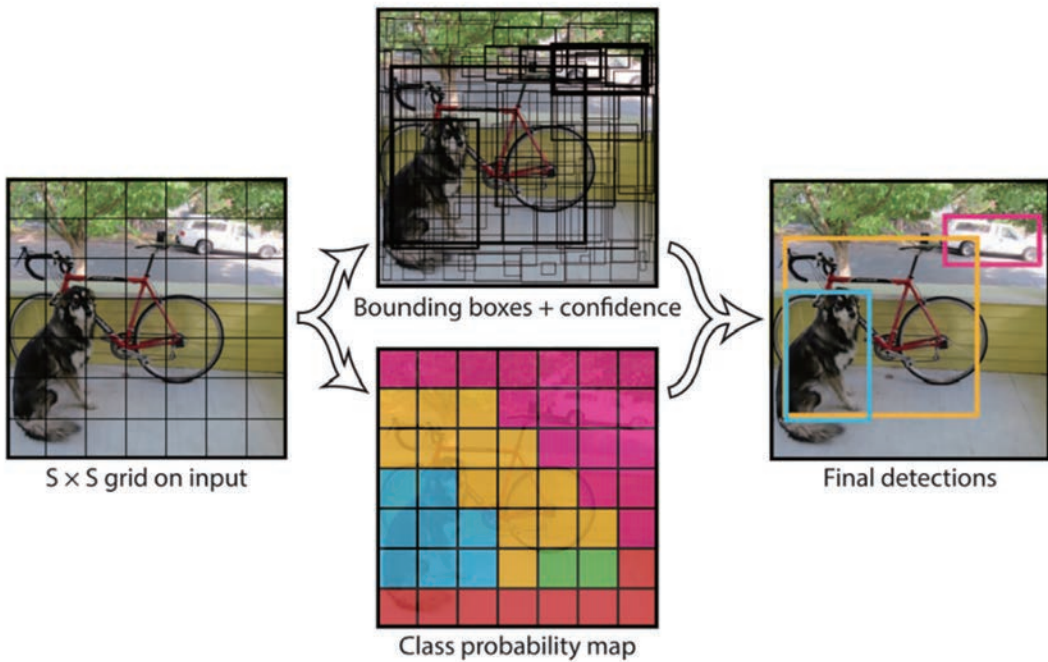 Bounding boxes + confidence
S × S grid on input
Final detections
Class probability map